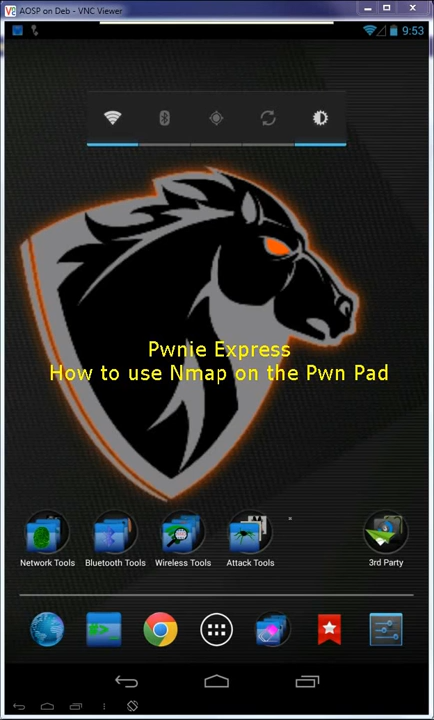 AOSP on Deb - VNC Viewer
9:53
Pwnie Express
How to use Nmap on the Pwn Pad
Network Tools
Bluetooth Tools
Wireless Tools
Attack Tools
3rd Party